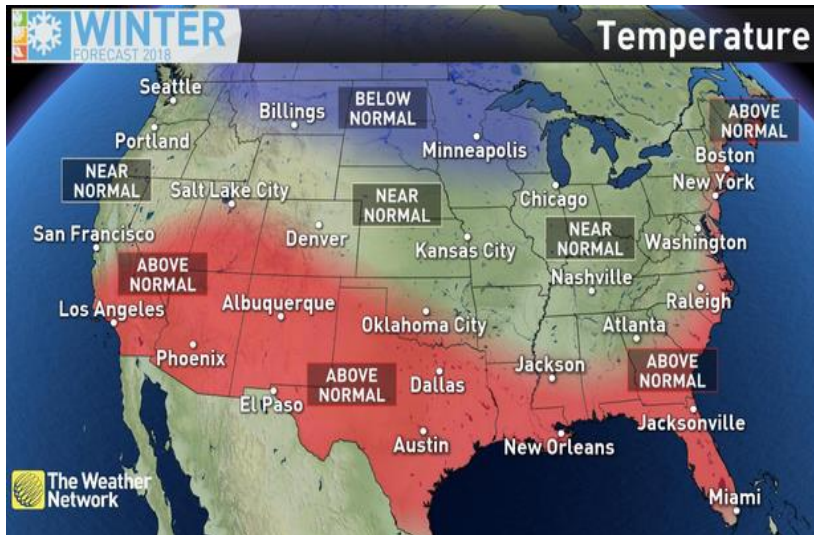 WINTER
FORECAST 2018
Temperature
Seattle
Billings
BELOW
NORMAL
ABOVE
NORMAL
Portland
Minneapolis
Boston
NEAR
NORMAL
Salt Lake City
NEAR
NORMAL
Chicago
New York
San Francisco
Denver
Kansas City
NEAR
NORMAL
Washington
ABOVE
NORMAL
Nashville
Los Angeles
Albuquerque
Oklahoma City
Atlanta
Raleigh
Phoenix
ABOVE
NORMAL
Dallas
Jackson
ABOVE
NORMAL
El Paso
Austin
New Orleans
Jacksonville
The Weather
Network
Miami